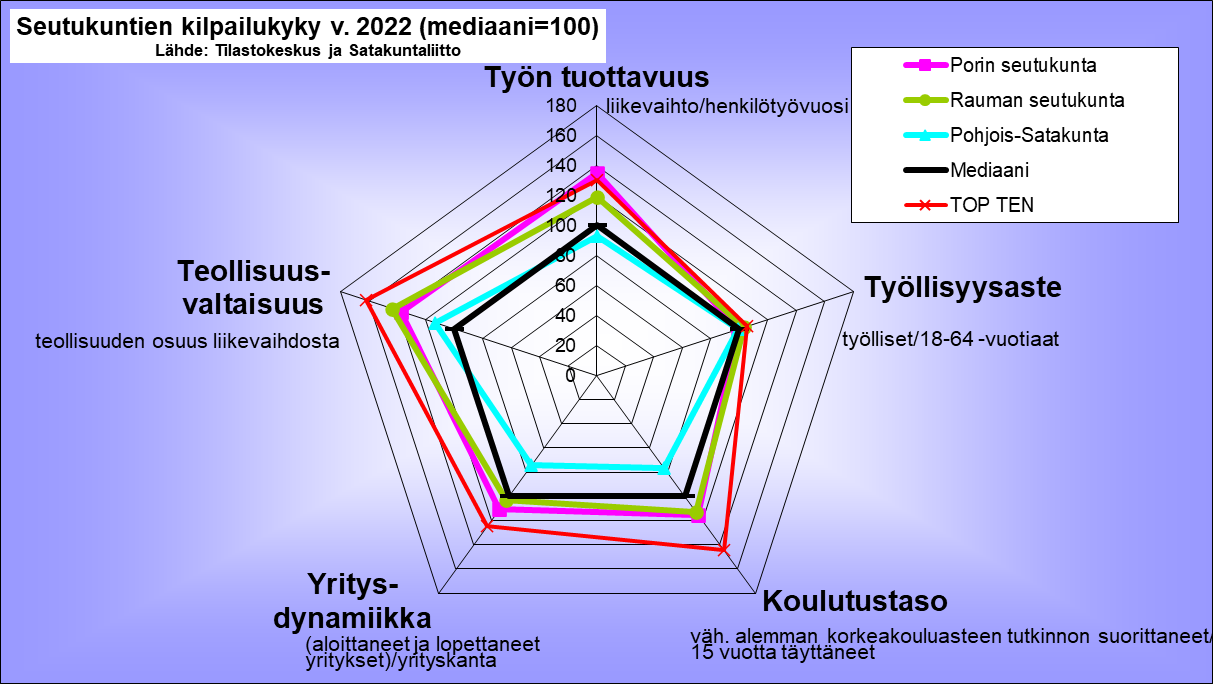 Seutukuntien kilpailukyky v. 2022 (mediaani=100)
Lähde: Tilastokeskus ja Satakuntaliitto
Porin seutukunta
Rauman seutukunta
Pohjois-Satakunta
Mediaani
TOP TEN
Työn tuottavuus
liikevaihto/henkilötyövuosi
180
160
140
120
100
80
60
40
20
0
Teollisuus-
valtaisuus
teollisuuden osuus liikevaihdosta
Työllisyysaste
työlliset/18-64 -vuotiaat
Yritys-
dynamiikka
(aloittaneet ja lopettaneet
yritykset)/yrityskanta
Koulutustaso
väh. alemman korkeakouluasteen tutkinnon suorittaneet/
15 vuotta täyttäneet